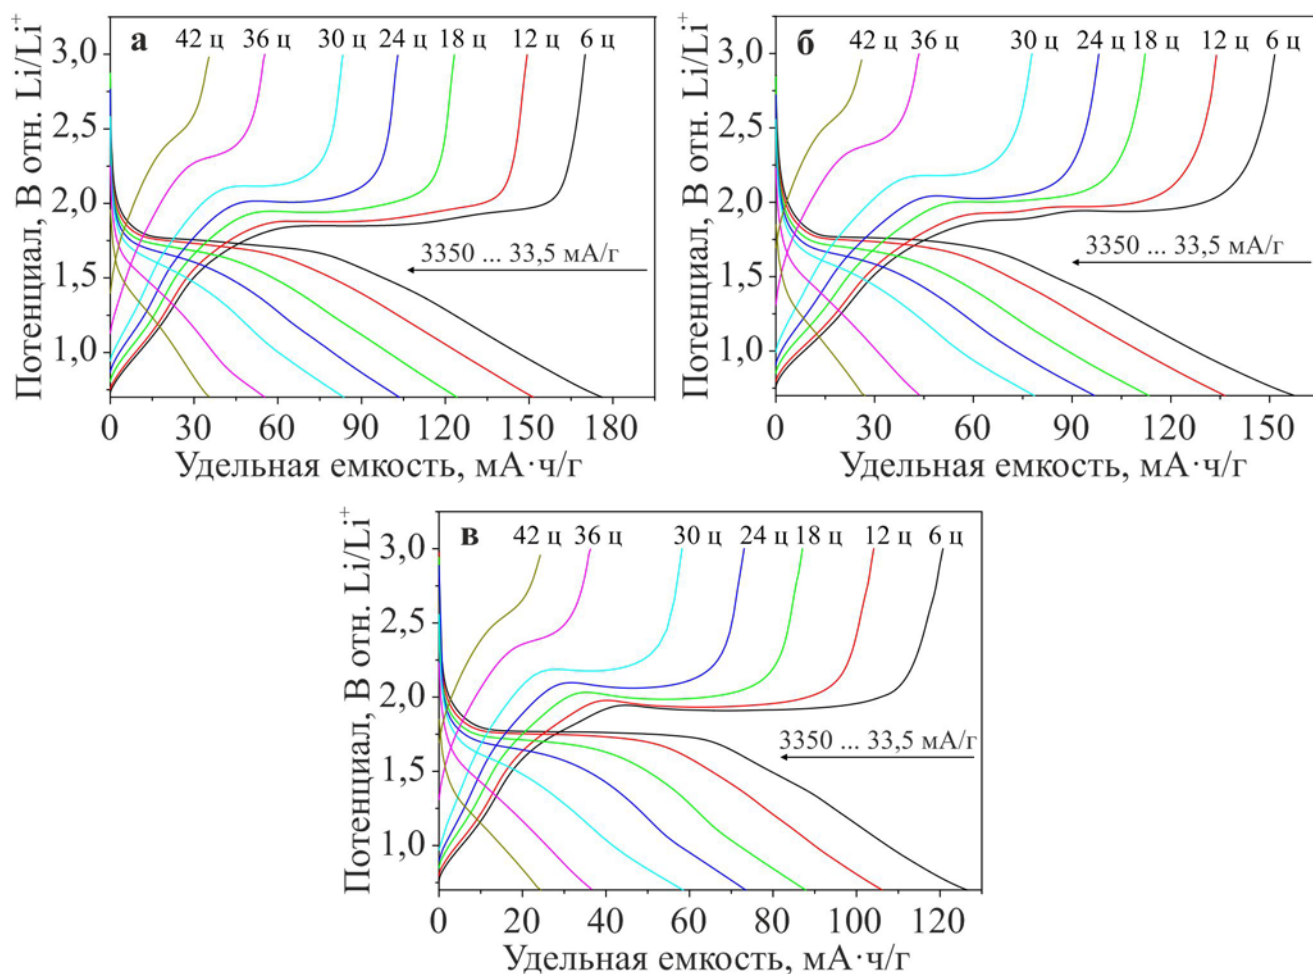 а
42 ц 36 ц 30 ц 24 ц 18 ц 12 ц 6 ц
Потенциал, В отн. Li/Li⁺
3,0
2,5
2,0
1,5
1,0
3350 ... 33,5 мА/г
0 30 60 90 120 150 180
Удельная емкость, мА·ч/г
б
42 ц 36 ц 30 ц 24 ц 18 ц 12 ц 6 ц
Потенциал, В отн. Li/Li⁺
3,0
2,5
2,0
1,5
1,0
3350 ... 33,5 мА/г
0 30 60 90 120 150
Удельная емкость, мА·ч/г
в
42 ц 36 ц 30 ц 24 ц 18 ц 12 ц 6 ц
Потенциал, В отн. Li/Li⁺
3,0
2,5
2,0
1,5
1,0
3350 ... 33,5 мА/г
0 20 40 60 80 100 120
Удельная емкость, мА·ч/г